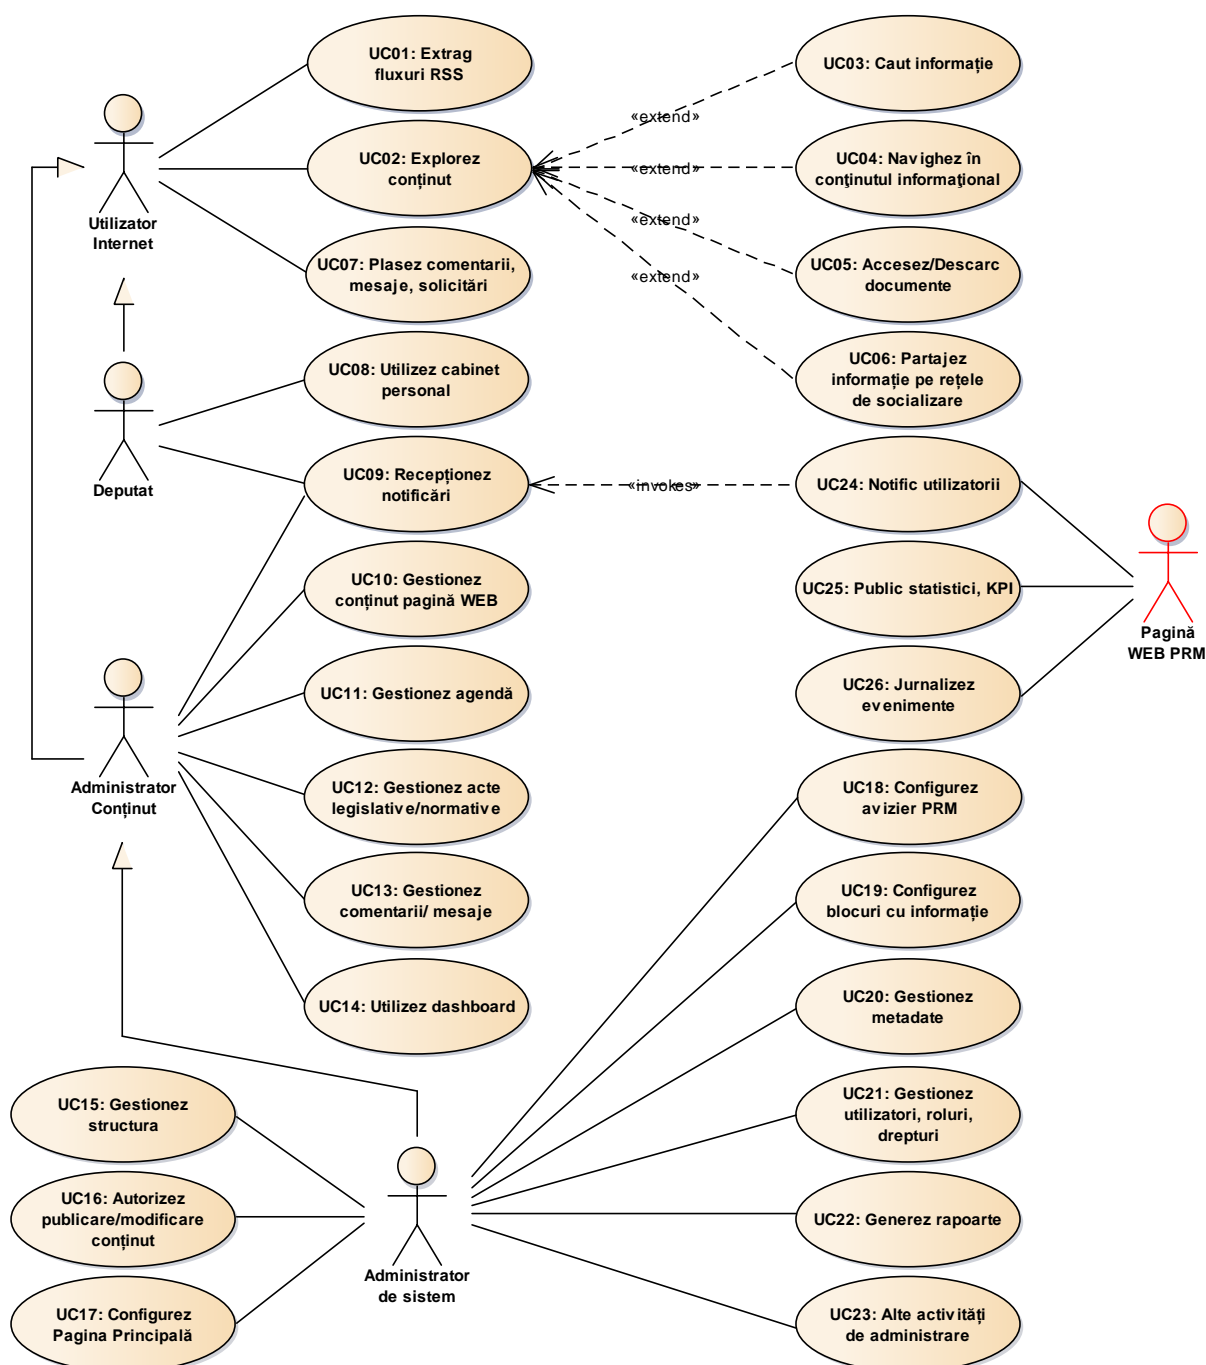 UC01: Extrag
fluxuri RSS
UC03: Caut informație
«extend»
Utilizator
Internet
UC02: Explorez
conținut
«extend»
UC04: Navighez în
conţinutul informaţional
«extend»
UC07: Plasez comentarii,
mesaje, solicitări
«extend»
UC05: Accesez/Descarc
documente
Deputat
UC08: Utilizez cabinet
personal
UC06: Partajez
informație pe rețele
de socializare
UC09: Recepționez
notificări
«invokes»
UC24: Notific utilizatorii
UC10: Gestionez
conținut pagină WEB
UC25: Public statistici, KPI
Pagină
WEB PRM
UC11: Gestionez agendă
UC26: Jurnalizez
evenimente
Administrator
Conținut
UC12: Gestionez acte
legislative/normative
UC18: Configurez
avizier PRM
UC13: Gestionez
comentarii/ mesaje
UC19: Configurez
blocuri cu informație
UC14: Utilizez dashboard
UC20: Gestionez
metadate
UC15: Gestionez
structura
UC21: Gestionez
utilizatori, roluri,
drepturi
UC16: Autorizez
publicare/modificare
conținut
UC22: Generez rapoarte
Administrator
de sistem
UC17: Configurez
Pagina Principală
UC23: Alte activități
de administrare